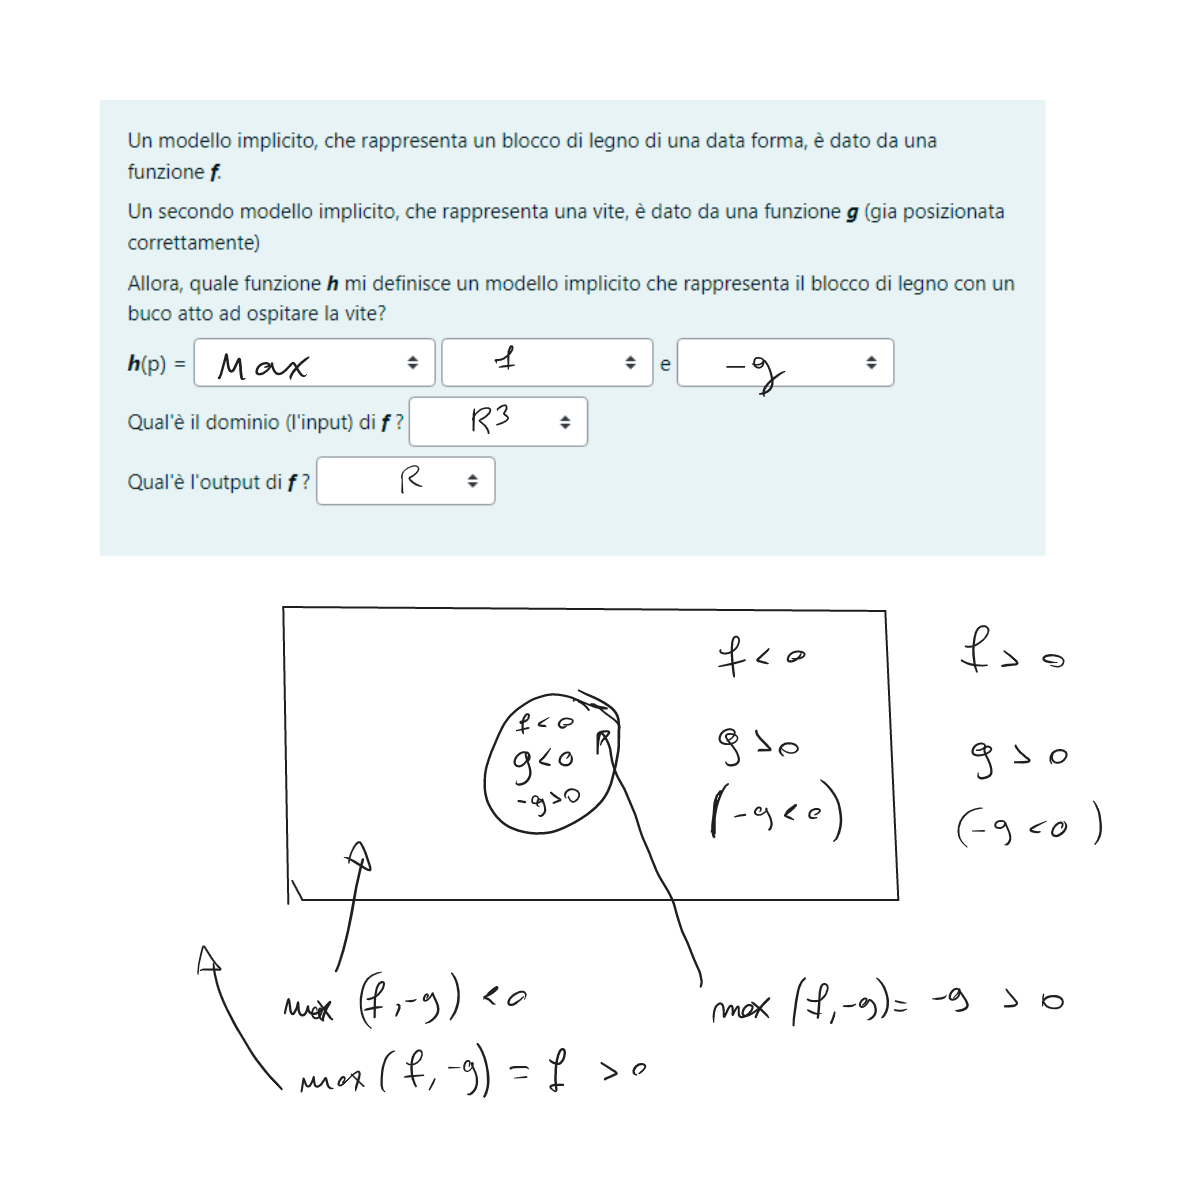 Un modello implicito, che rappresenta un blocco di legno di una data forma, è dato da una
funzione f.
Un secondo modello implicito, che rappresenta una vite, è dato da una funzione g (gia posizionata
correttamente)
Allora, quale funzione h mi definisce un modello implicito che rappresenta il blocco di legno con un
buco atto ad ospitare la vite?
h(p) = Max f e -g
Qual'è il dominio (l'input) di f ? R3
Qual'è l'output di f ? R
f < 0 f > 0
f < 0
g < 0 g > 0 g > 0
-g > 0 (-g < 0) (-g < 0)
max (f, -g) < 0 max (f, -g) = -g > 0
max (f, -g) = f > 0